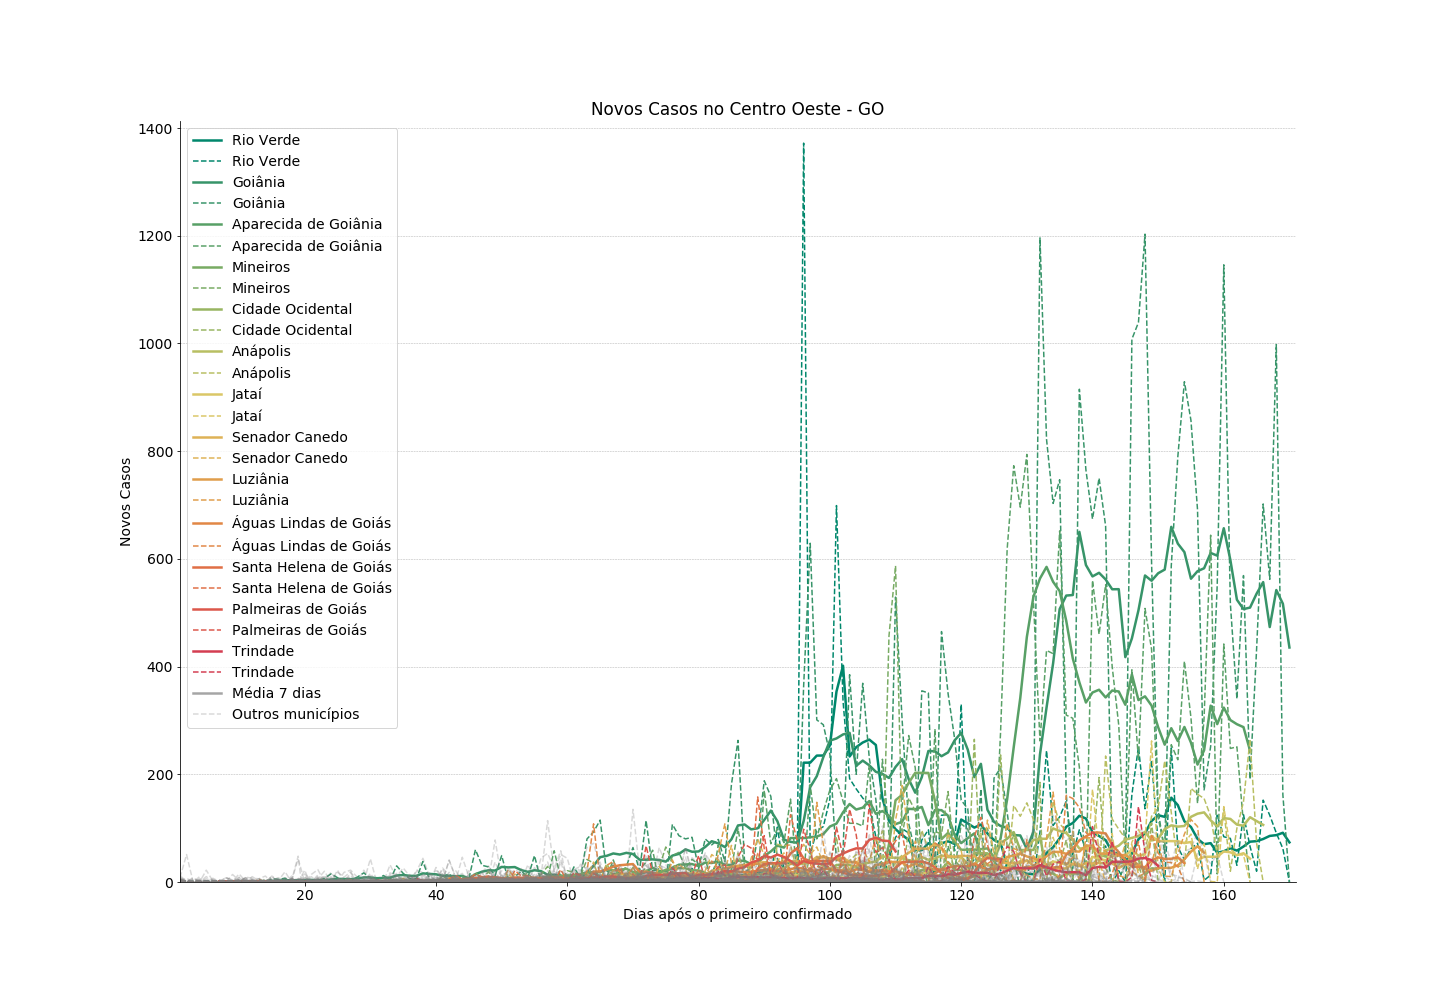 Novos Casos no Centro Oeste - GO
1400
1200
1000
800
600
400
200
0
Novos Casos
Rio Verde
Rio Verde
Goiânia
Goiânia
Aparecida de Goiânia
Aparecida de Goiânia
Mineiros
Mineiros
Cidade Ocidental
Cidade Ocidental
Anápolis
Anápolis
Jataí
Jataí
Senador Canedo
Senador Canedo
Luziânia
Luziânia
Águas Lindas de Goiás
Águas Lindas de Goiás
Santa Helena de Goiás
Santa Helena de Goiás
Palmeiras de Goiás
Palmeiras de Goiás
Trindade
Trindade
Média 7 dias
Outros municípios
20 40 60 80 100 120 140 160
Dias após o primeiro confirmado